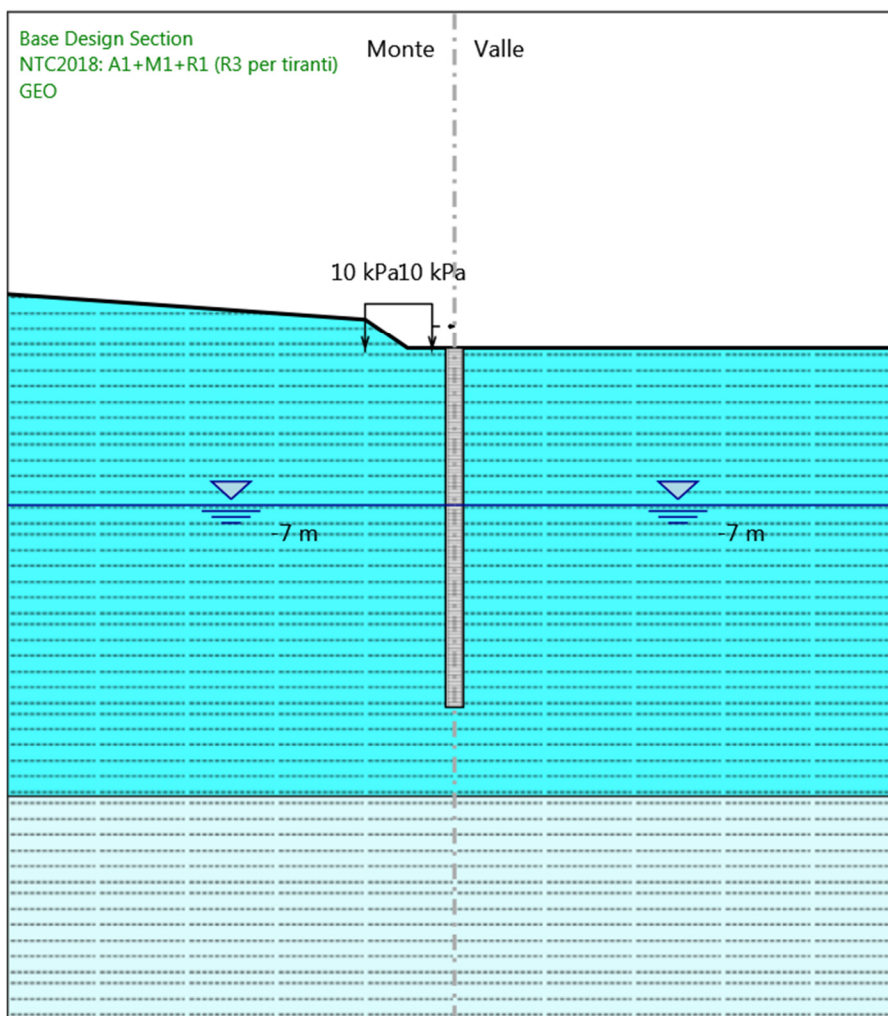 Base Design Section
NTC2018: A1+M1+R1 (R3 per tiranti)
GEO
Monte
Valle
10 kPa10 kPa
-7 m
-7 m